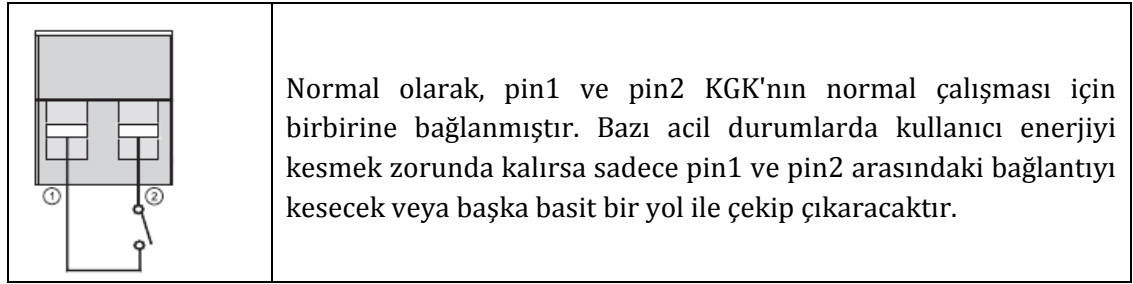 Normal olarak, pin1 ve pin2 KGK'nın normal çalışması için
birbirine bağlanmıştır. Bazı acil durumlarda kullanıcı enerjiyi
kesmek zorunda kalırsa sadece pin1 ve pin2 arasındaki bağlantıyı
kesecek veya başka basit bir yol ile çekip çıkaracaktır.
① ②